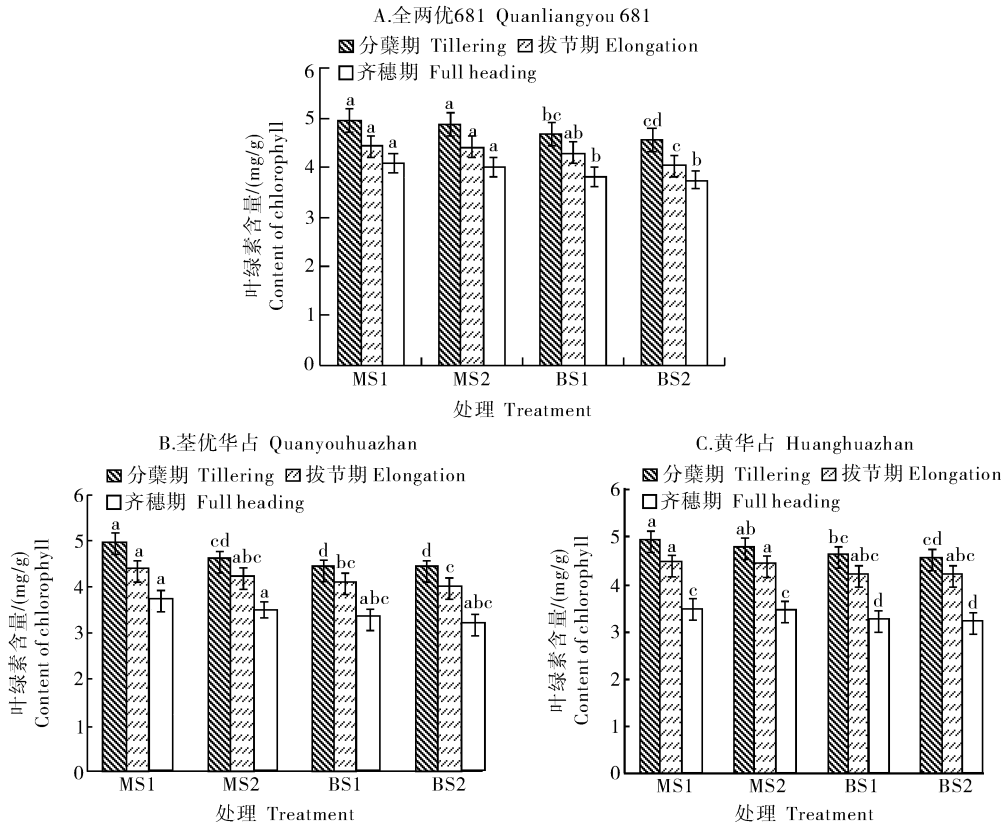 A.全两优681 Quanliangyou 681
分蘖期 Tillering 拔节期 Elongation
齐穗期 Full heading
叶绿素含量/(mg/g)
Content of chlorophyll
6
5
4
3
2
1
0
a a a
a a a
bc ab b
cd c b
MS1 MS2 BS1 BS2
处理 Treatment
B.荃优华占 Quanyouhuazhan
分蘖期 Tillering 拔节期 Elongation
齐穗期 Full heading
叶绿素含量/(mg/g)
Content of chlorophyll
6
5
4
3
2
1
0
a a a
cd abc a
d bc abc
d c abc
MS1 MS2 BS1 BS2
处理 Treatment
C.黄华占 Huanghuazhan
分蘖期 Tillering 拔节期 Elongation
齐穗期 Full heading
叶绿素含量/(mg/g)
Content of chlorophyll
6
5
4
3
2
1
0
a a c
ab a c
bc abc d
cd abc d
MS1 MS2 BS1 BS2
处理 Treatment